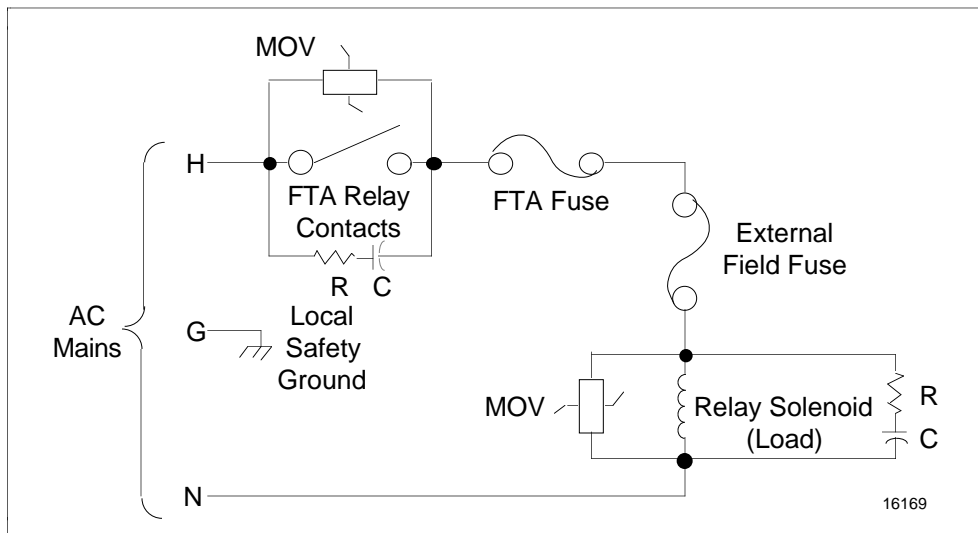 MOV
H
FTA Relay
Contacts
FTA Fuse
R
C
External
Field Fuse
AC
Mains
G
Local
Safety
Ground
MOV
Relay Solenoid
(Load)
R
C
N
16169